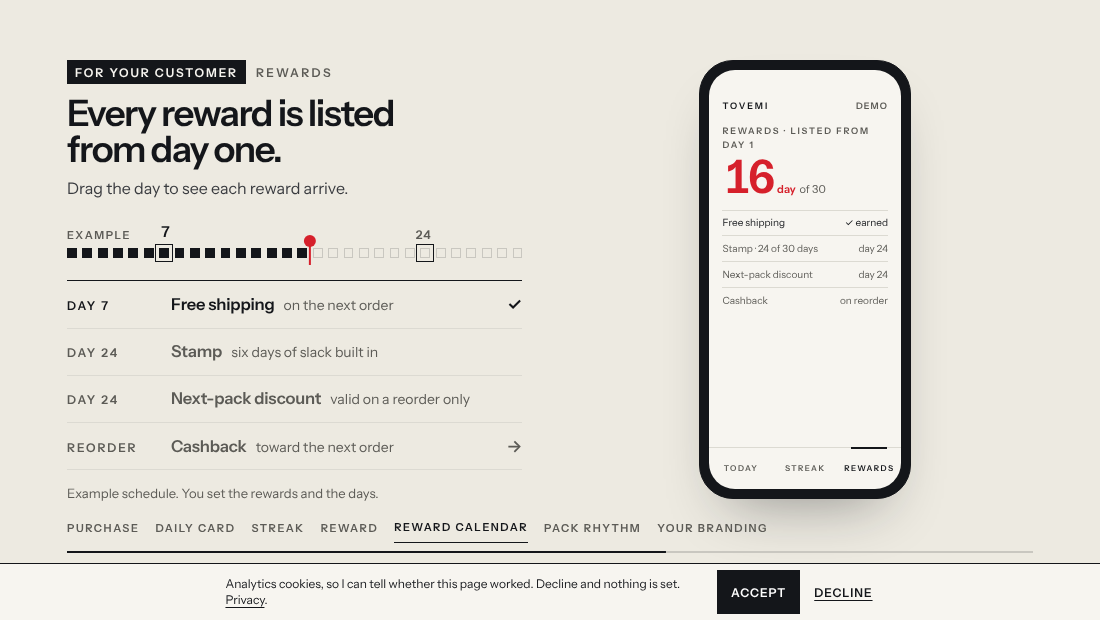 FOR YOUR CUSTOMER REWARDS
Every reward is listed
from day one.
Drag the day to see each reward arrive.
EXAMPLE 7 24
DAY 7 Free shipping on the next order ✓
DAY 24 Stamp six days of slack built in
DAY 24 Next-pack discount valid on a reorder only
REORDER Cashback toward the next order →
Example schedule. You set the rewards and the days.
TOVEMI DEMO
REWARDS · LISTED FROM
DAY 1
16 day of 30
Free shipping ✓ earned
Stamp · 24 of 30 days day 24
Next-pack discount day 24
Cashback on reorder
TODAY STREAK REWARDS
PURCHASE DAILY CARD STREAK REWARD REWARD CALENDAR PACK RHYTHM YOUR BRANDING
Analytics cookies, so I can tell whether this page worked. Decline and nothing is set.
Privacy.
ACCEPT DECLINE